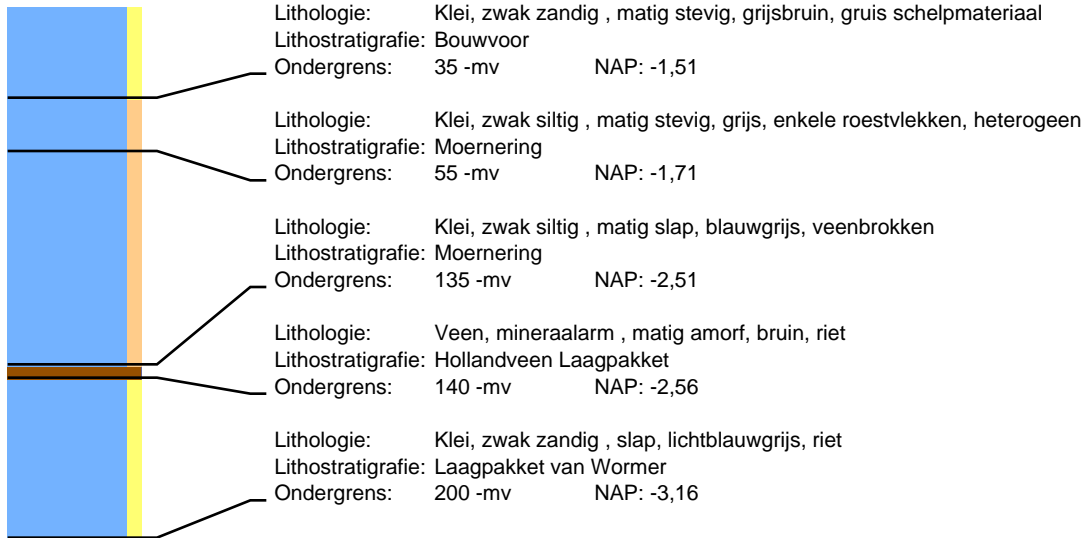 Lithologie: Klei, zwak zandig , matig stevig, grijsbruin, gruis schelpmateriaal
Lithostratigrafie: Bouwvoor
Ondergrens: 35 -mv NAP: -1,51
Lithologie: Klei, zwak siltig , matig stevig, grijs, enkele roestvlekken, heterogeen
Lithostratigrafie: Moernering
Ondergrens: 55 -mv NAP: -1,71
Lithologie: Klei, zwak siltig , matig slap, blauwgrijs, veenbrokken
Lithostratigrafie: Moernering
Ondergrens: 135 -mv NAP: -2,51
Lithologie: Veen, mineraalarm , matig amorf, bruin, riet
Lithostratigrafie: Hollandveen Laagpakket
Ondergrens: 140 -mv NAP: -2,56
Lithologie: Klei, zwak zandig , slap, lichtblauwgrijs, riet
Lithostratigrafie: Laagpakket van Wormer
Ondergrens: 200 -mv NAP: -3,16